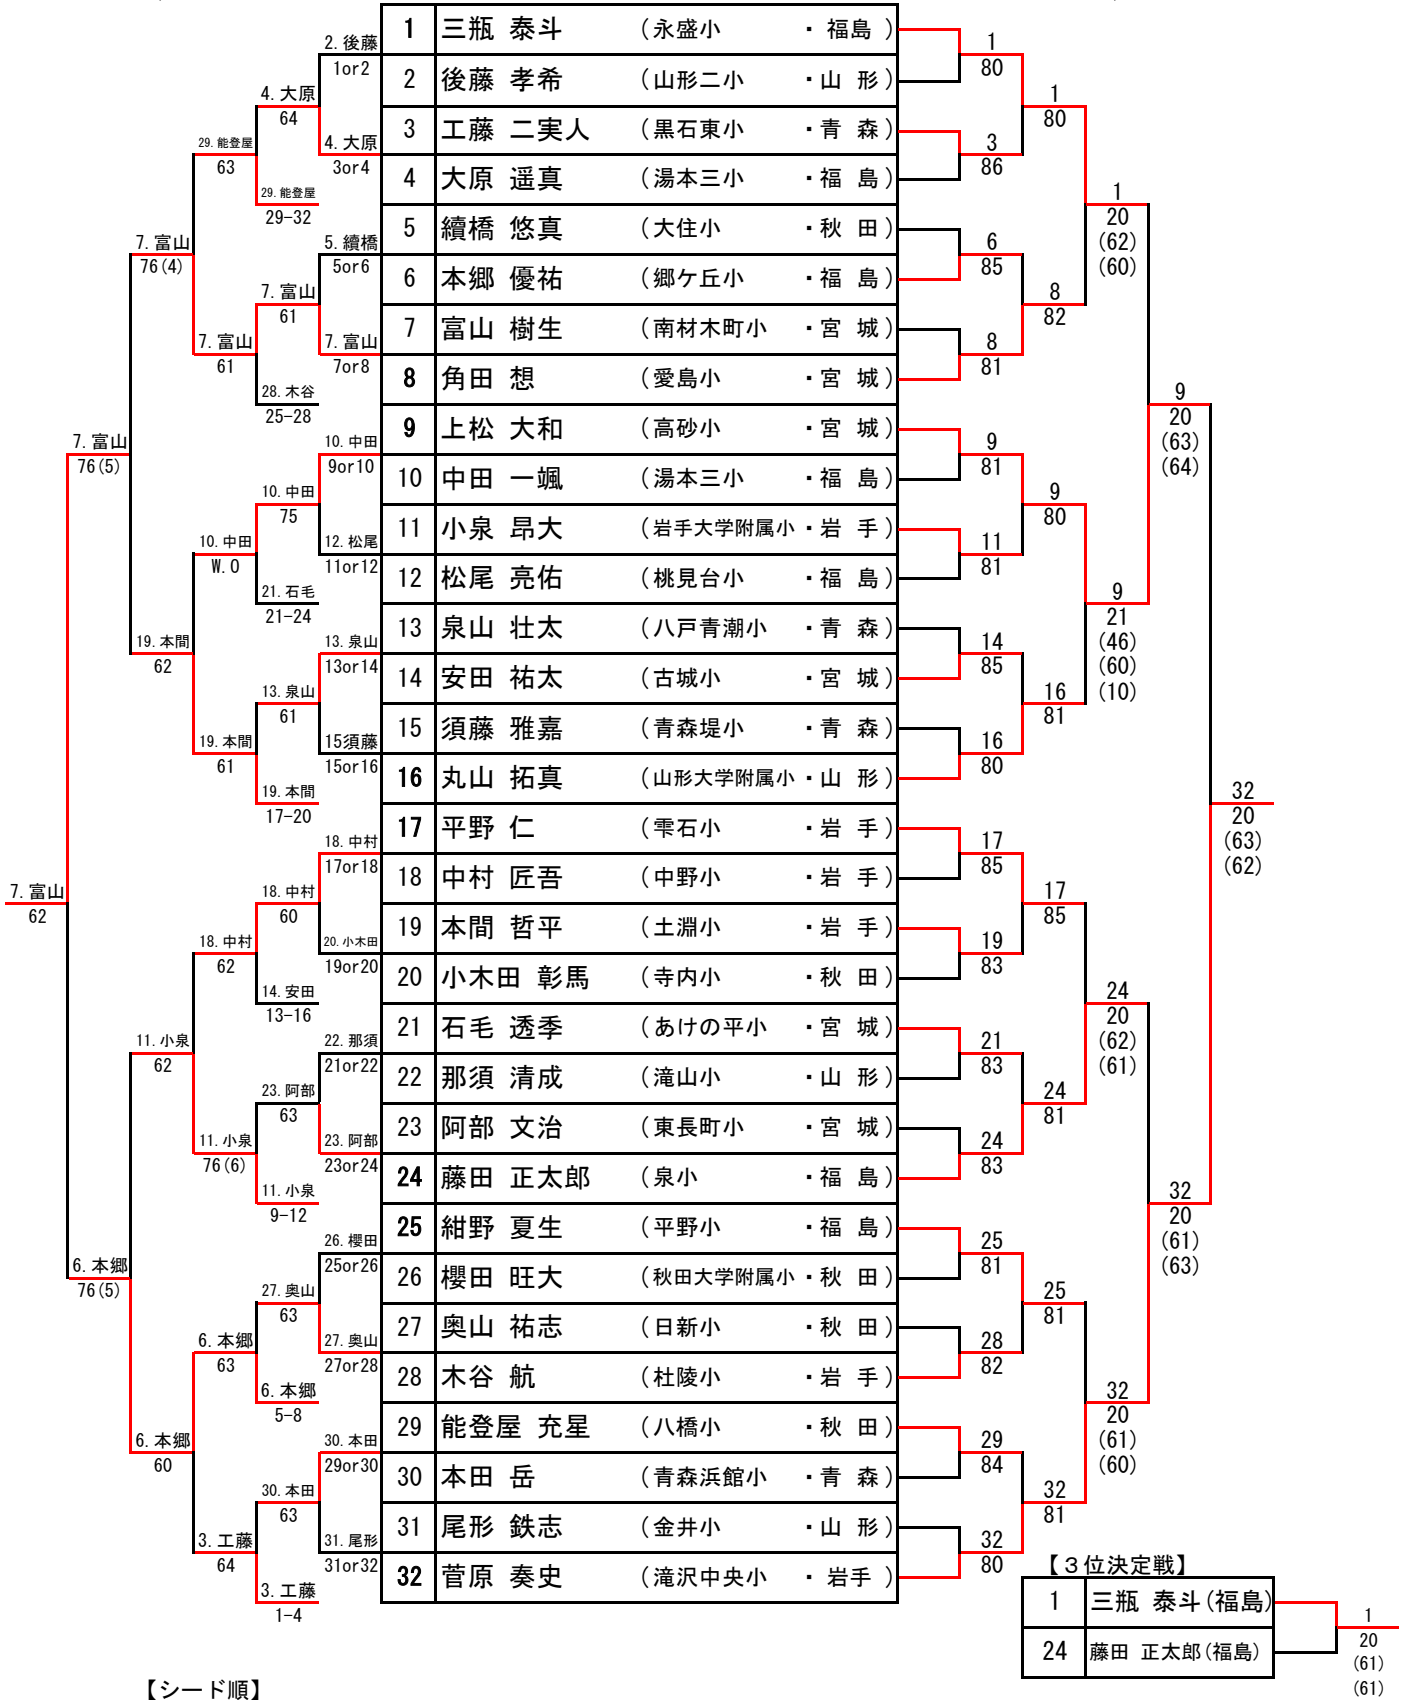 1 三瓶 泰斗 （永盛小 ・ 福島 ）
2 後藤 孝希 （山形二小 ・山 形）
3 工藤 二実人 （黒石東小 ・青 森）
4 大原 遥真 （湯本三小 ・福 島）
5 續橋 悠真 （大住小 ・秋 田）
6 本郷 優祐 （郷ケ丘小 ・福 島）
7 富山 樹生 （南材木町小 ・宮 城）
8 角田 想 （愛島小 ・宮 城）
9 上松 大和 （高砂小 ・宮 城）
10 中田 一颯 （湯本三小 ・福 島）
11 小泉 昂大 （岩手大学附属小・岩 手）
12 松尾 亮佑 （桃見台小 ・福 島）
13 泉山 壮太 （八戸青潮小 ・青 森）
14 安田 祐太 （古城小 ・宮 城）
15 須藤 雅嘉 （青森堤小 ・青 森）
16 丸山 拓真 （山形大学附属小・山 形）
17 平野 仁 （雫石小 ・岩 手）
18 中村 匠吾 （中野小 ・岩 手）
19 本間 哲平 （土淵小 ・岩 手）
20 小木田 彰馬 （寺内小 ・秋 田）
21 石毛 透季 （あけの平小 ・宮 城）
22 那須 清成 （滝山小 ・山 形）
23 阿部 文治 （東長町小 ・宮 城）
24 藤田 正太郎 （泉小 ・福 島）
25 紺野 夏生 （平野小 ・福 島）
26 櫻田 旺大 （秋田大学附属小・秋 田）
27 奥山 祐志 （日新小 ・秋 田）
28 木谷 航 （杜陵小 ・岩 手）
29 能登屋 充星 （八橋小 ・秋 田）
30 本田 岳 （青森浜館小 ・青 森）
31 尾形 鉄志 （金井小 ・山 形）
32 菅原 奏史 （滝沢中央小 ・ 岩手 ）
2.後藤
1or2
4.大原
3or4
5.續橋
5or6
7.富山
7or8
10.中田
9or10
12.松尾
11or12
13.泉山
13or14
15須藤
15or16
18.中村
17or18
20.小木田
19or20
22.那須
21or22
23.阿部
23or24
26.櫻田
25or26
27.奥山
27or28
30.本田
29or30
31.尾形
31or32
4.大原
64
29.能登屋
29-32
7.富山
61
28.木谷
25-28
10.中田
75
21.石毛
21-24
13.泉山
61
19.本間
17-20
18.中村
60
14.安田
13-16
23.阿部
63
11.小泉
9-12
27.奥山
63
6.本郷
5-8
30.本田
63
3.工藤
1-4
29.能登屋
63
7.富山
61
10.中田
W.O
19.本間
61
18.中村
62
11.小泉
76(6)
6.本郷
63
3.工藤
64
7.富山
76(4)
19.本間
62
11.小泉
62
6.本郷
60
7.富山
76(5)
6.本郷
76(5)
7.富山
62
1
80
3
86
6
85
8
81
9
81
11
81
14
85
16
80
17
85
19
83
21
83
24
83
25
81
28
82
29
84
32
80
1
80
8
82
9
80
16
81
17
85
24
81
25
81
32
81
1
20
(62)
(60)
9
21
(46)
(60)
(10)
24
20
(62)
(61)
32
20
(61)
(60)
9
20
(63)
(64)
32
20
(61)
(63)
32
20
(63)
(62)
【３位決定戦】
1 三瓶 泰斗(福島)
24 藤田 正太郎(福島)
1
20
(61)
(61)
【シード順】